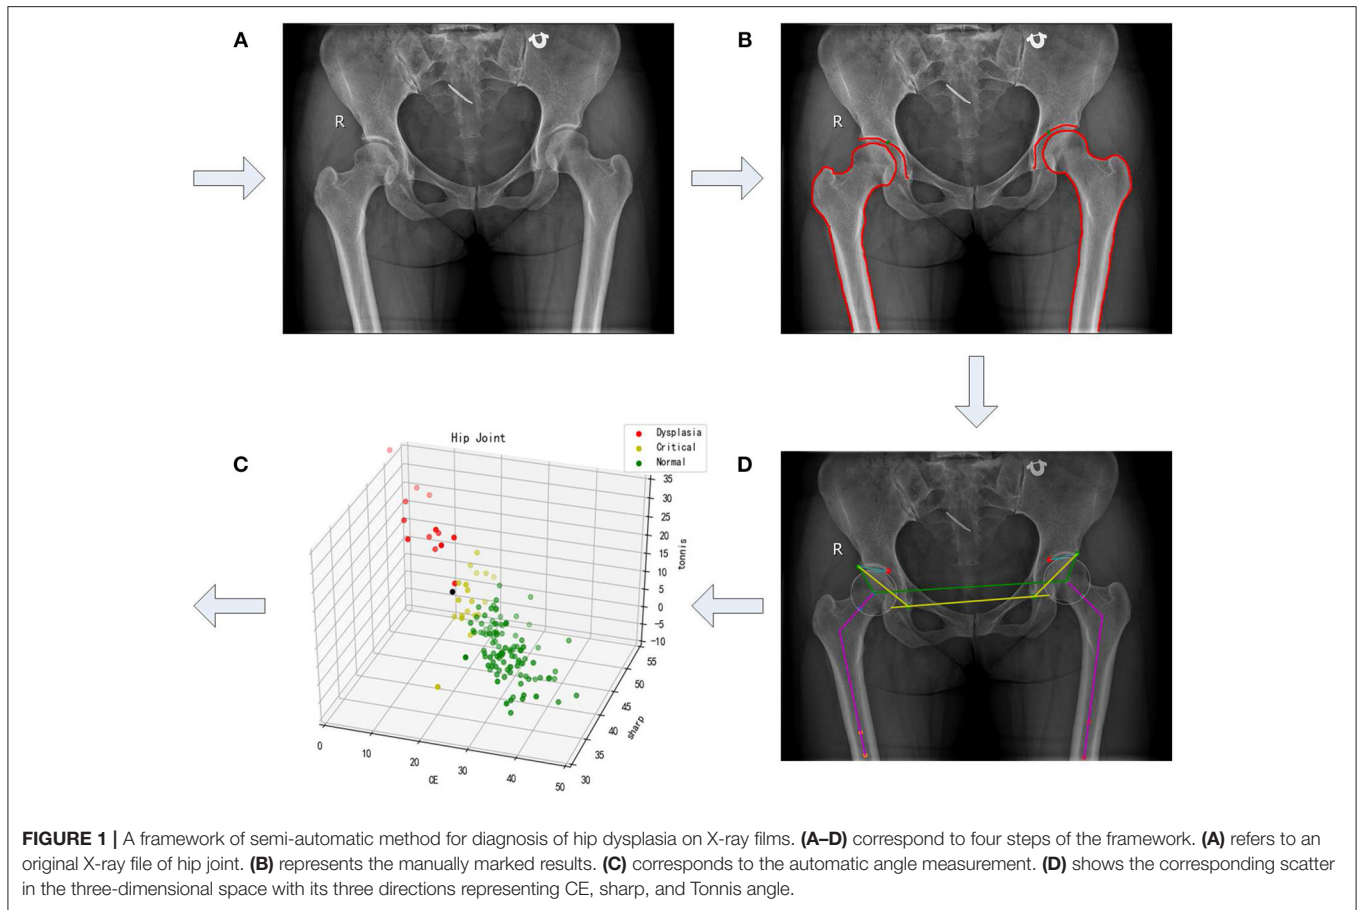 A
R
B
R
C
Hip Joint
Dysplasia
Critical
Normal
35
30
25
20
15
10
5
0
-5
-10
tonnis
55
50
45
40
35
30
sharp
0
10
20
30
40
50
CE
D
R
FIGURE 1 | A framework of semi-automatic method for diagnosis of hip dysplasia on X-ray films. (A–D) correspond to four steps of the framework. (A) refers to an
original X-ray file of hip joint. (B) represents the manually marked results. (C) corresponds to the automatic angle measurement. (D) shows the corresponding scatter
in the three-dimensional space with its three directions representing CE, sharp, and Tonnis angle.